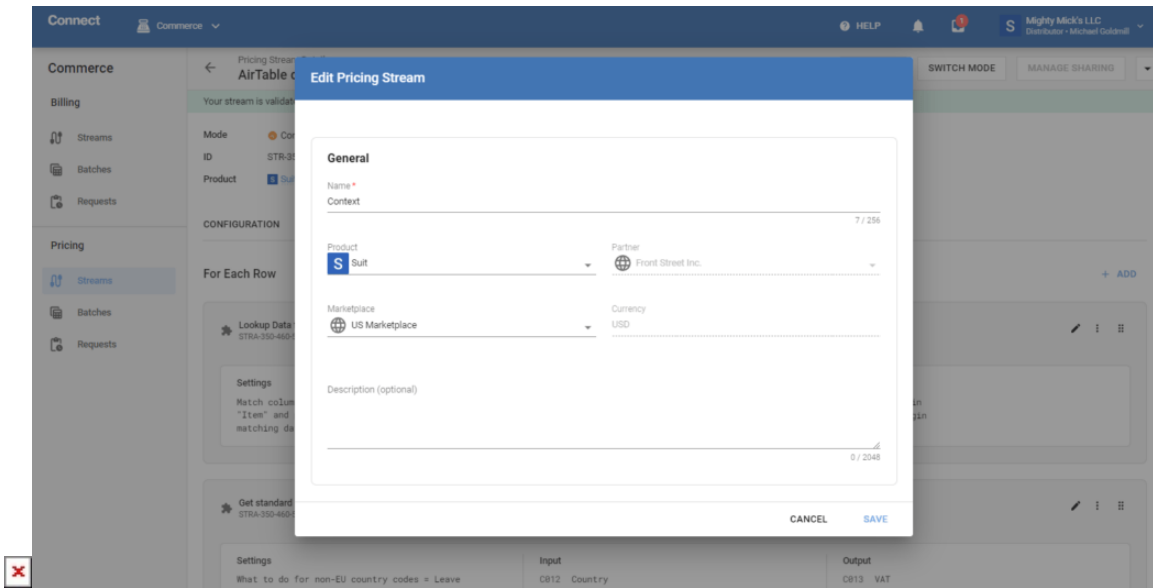 Connect
Commerce
HELP
1
S
Mighty Mick's LLC
Distributor - Michael Goldmill
Commerce
Pricing Stream
AirTable
SWITCH MODE
MANAGE SHARING
Edit Pricing Stream
Billing
Your stream is validat
Streams
Mode
Cor
ID
STR-35
General
Batches
Product
S Sui
Name *
Requests
Context
7 / 256
CONFIGURATION
Pricing
Product
Partner
S Suit
Front Street Inc.
Streams
For Each Row
+ ADD
Batches
Marketplace
Currency
US Marketplace
USD
Lookup Data
STRA-350-460-
Requests
Settings
Description (optional)
Match colum
in
"Item" and
gin
matching da
0 / 2048
Get standard
STRA-350-460-
CANCEL
SAVE
Settings
Input
Output
What to do for non-EU country codes = Leave
C012 Country
C013 VAT